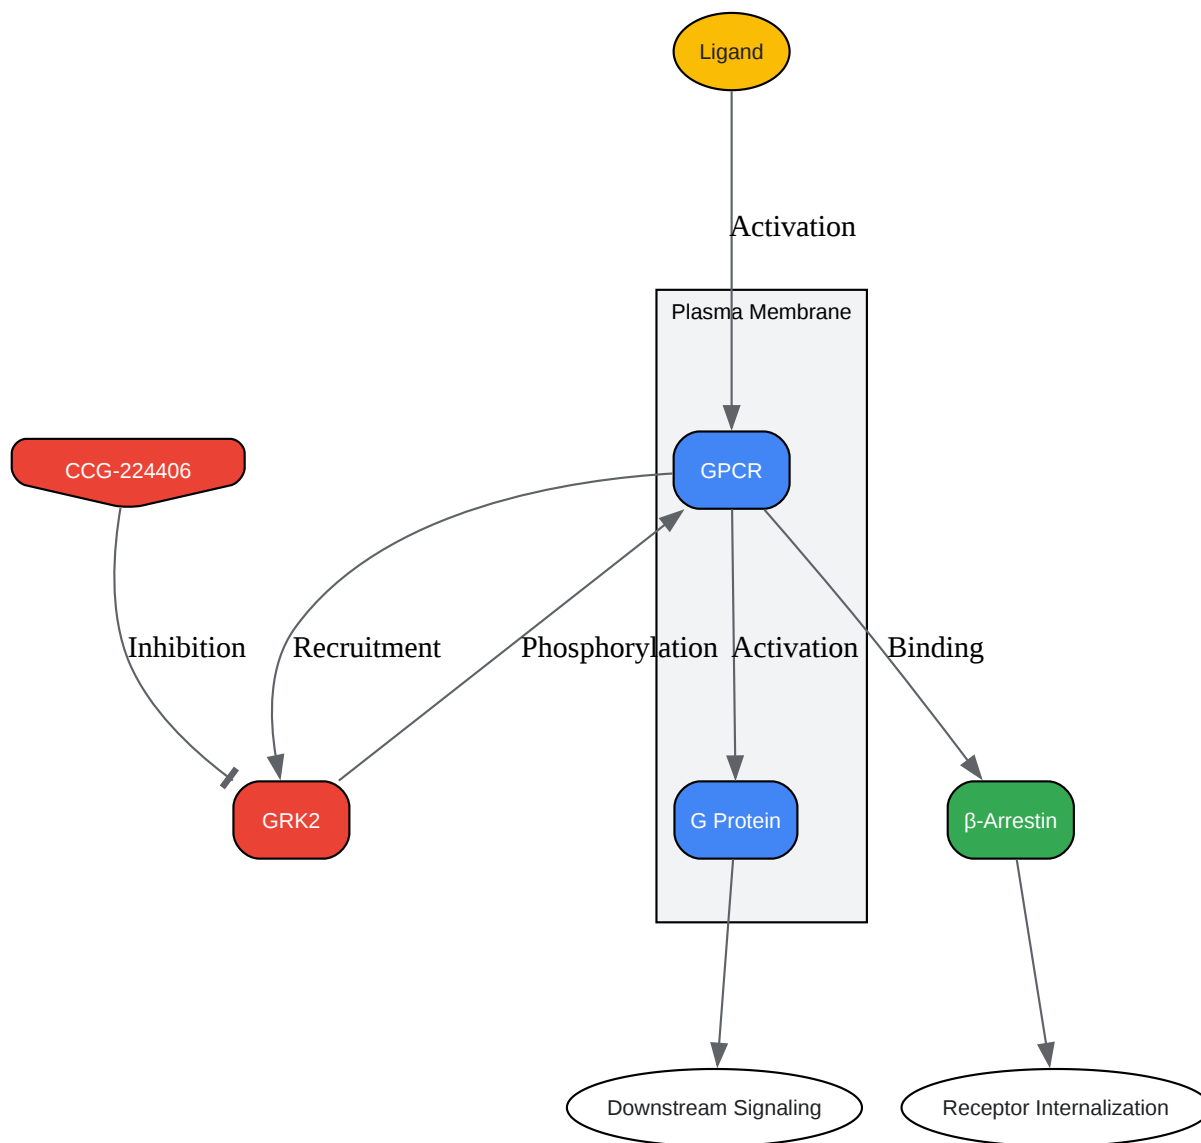 Ligand
Activation
Plasma Membrane
CCG-224406
GPCR
Inhibition
Recruitment
Phosphorylation
Activation
Binding
GRK2
G Protein
β-Arrestin
Downstream Signaling
Receptor Internalization